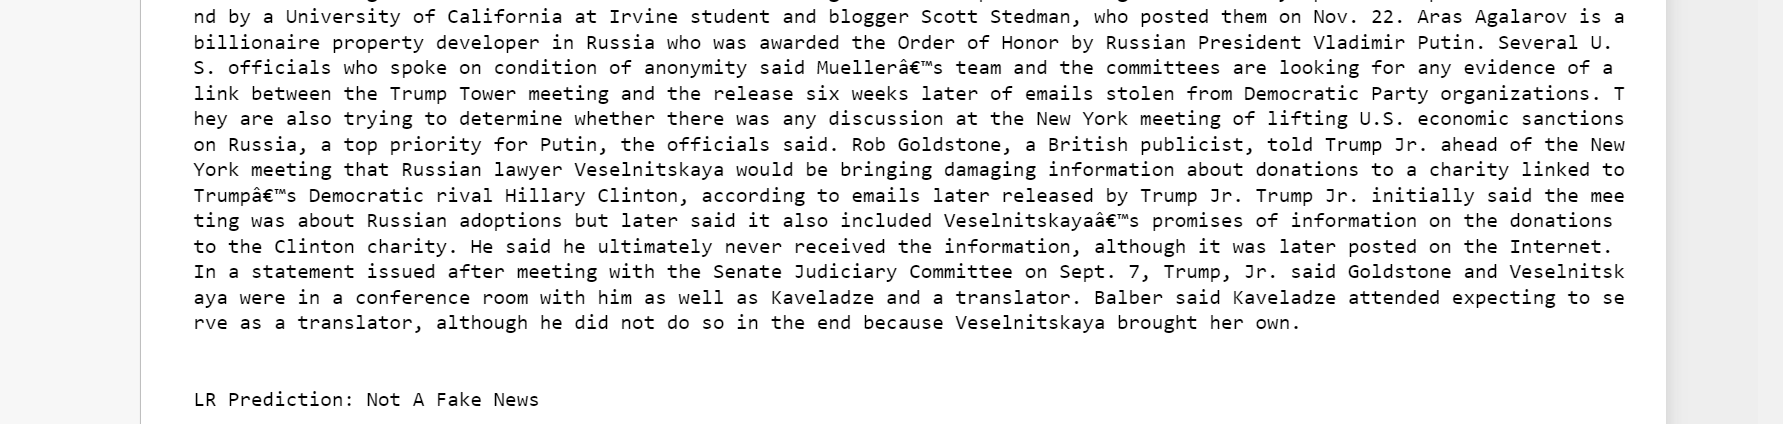 nd by a University of California at Irvine student and blogger Scott Stedman, who posted them on Nov. 22. Aras Agalarov is a
billionaire property developer in Russia who was awarded the Order of Honor by Russian President Vladimir Putin. Several U.
S. officials who spoke on condition of anonymity said Muellerâ€™s team and the committees are looking for any evidence of a
link between the Trump Tower meeting and the release six weeks later of emails stolen from Democratic Party organizations. T
hey are also trying to determine whether there was any discussion at the New York meeting of lifting U.S. economic sanctions
on Russia, a top priority for Putin, the officials said. Rob Goldstone, a British publicist, told Trump Jr. ahead of the New
York meeting that Russian lawyer Veselnitskaya would be bringing damaging information about donations to a charity linked to
Trumpâ€™s Democratic rival Hillary Clinton, according to emails later released by Trump Jr. Trump Jr. initially said the mee
ting was about Russian adoptions but later said it also included Veselnitskayaâ€™s promises of information on the donations
to the Clinton charity. He said he ultimately never received the information, although it was later posted on the Internet.
In a statement issued after meeting with the Senate Judiciary Committee on Sept. 7, Trump, Jr. said Goldstone and Veselnitsk
aya were in a conference room with him as well as Kaveladze and a translator. Balber said Kaveladze attended expecting to se
rve as a translator, although he did not do so in the end because Veselnitskaya brought her own.
LR Prediction: Not A Fake News